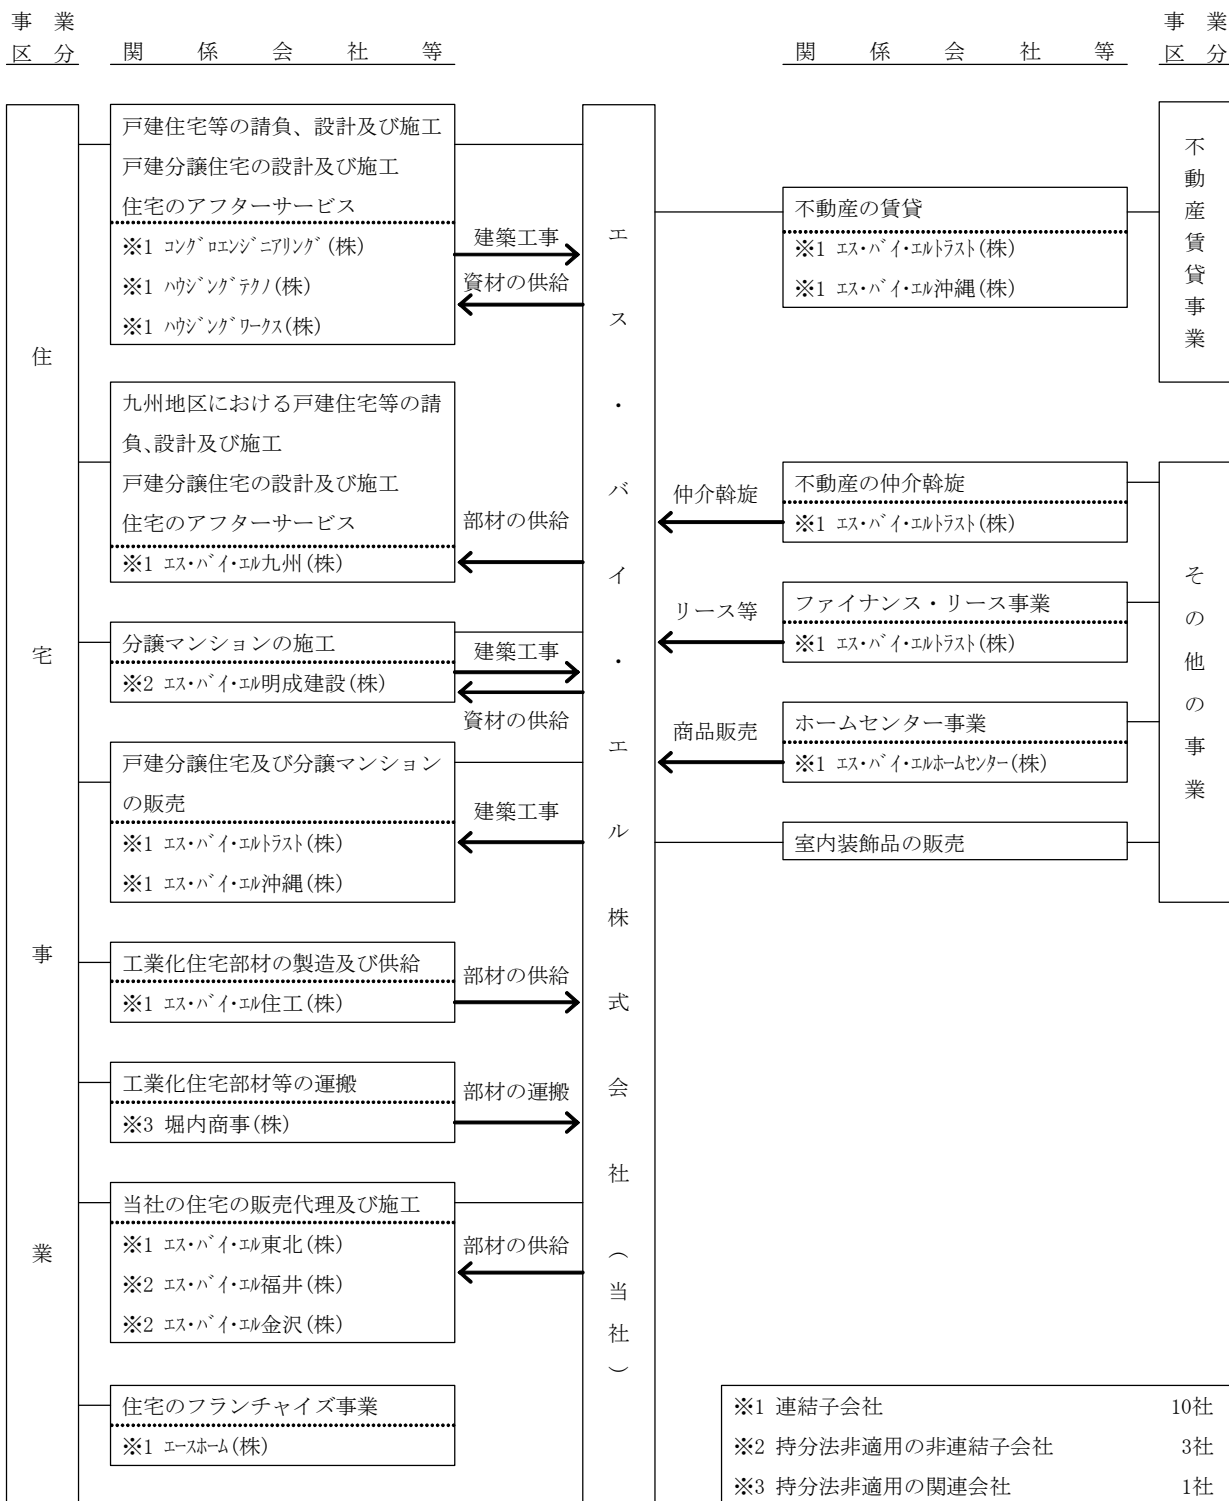 事業
区分
関係会社等
住宅事業
戸建住宅等の請負、設計及び施工
戸建分譲住宅の設計及び施工
住宅のアフターサービス
※1 コングロエンジニアリング(株)
※1 ハウジングテクノ(株)
※1 ハウジングワークス(株)
建築工事
資材の供給
九州地区における戸建住宅等の請
負、設計及び施工
戸建分譲住宅の設計及び施工
住宅のアフターサービス
※1 エス・バイ・エル九州(株)
部材の供給
分譲マンションの施工
※2 エス・バイ・エル明成建設(株)
建築工事
資材の供給
戸建分譲住宅及び分譲マンション
の販売
※1 エス・バイ・エルトラスト(株)
※1 エス・バイ・エル沖縄(株)
建築工事
工業化住宅部材の製造及び供給
※1 エス・バイ・エル住工(株)
部材の供給
工業化住宅部材等の運搬
※3 堀内商事(株)
部材の運搬
当社の住宅の販売代理及び施工
※1 エス・バイ・エル東北(株)
※2 エス・バイ・エル福井(株)
※2 エス・バイ・エル金沢(株)
部材の供給
住宅のフランチャイズ事業
※1 エースホーム(株)
エス・バイ・エル株式会社(当社)
関係会社等
事業
区分
不動産の賃貸
※1 エス・バイ・エルトラスト(株)
※1 エス・バイ・エル沖縄(株)
不動産賃貸事業
仲介斡旋
不動産の仲介斡旋
※1 エス・バイ・エルトラスト(株)
リース等
ファイナンス・リース事業
※1 エス・バイ・エルトラスト(株)
商品販売
ホームセンター事業
※1 エス・バイ・エルホームセンター(株)
室内装飾品の販売
その他の事業
※1 連結子会社 10社
※2 持分法非適用の非連結子会社 3社
※3 持分法非適用の関連会社 1社